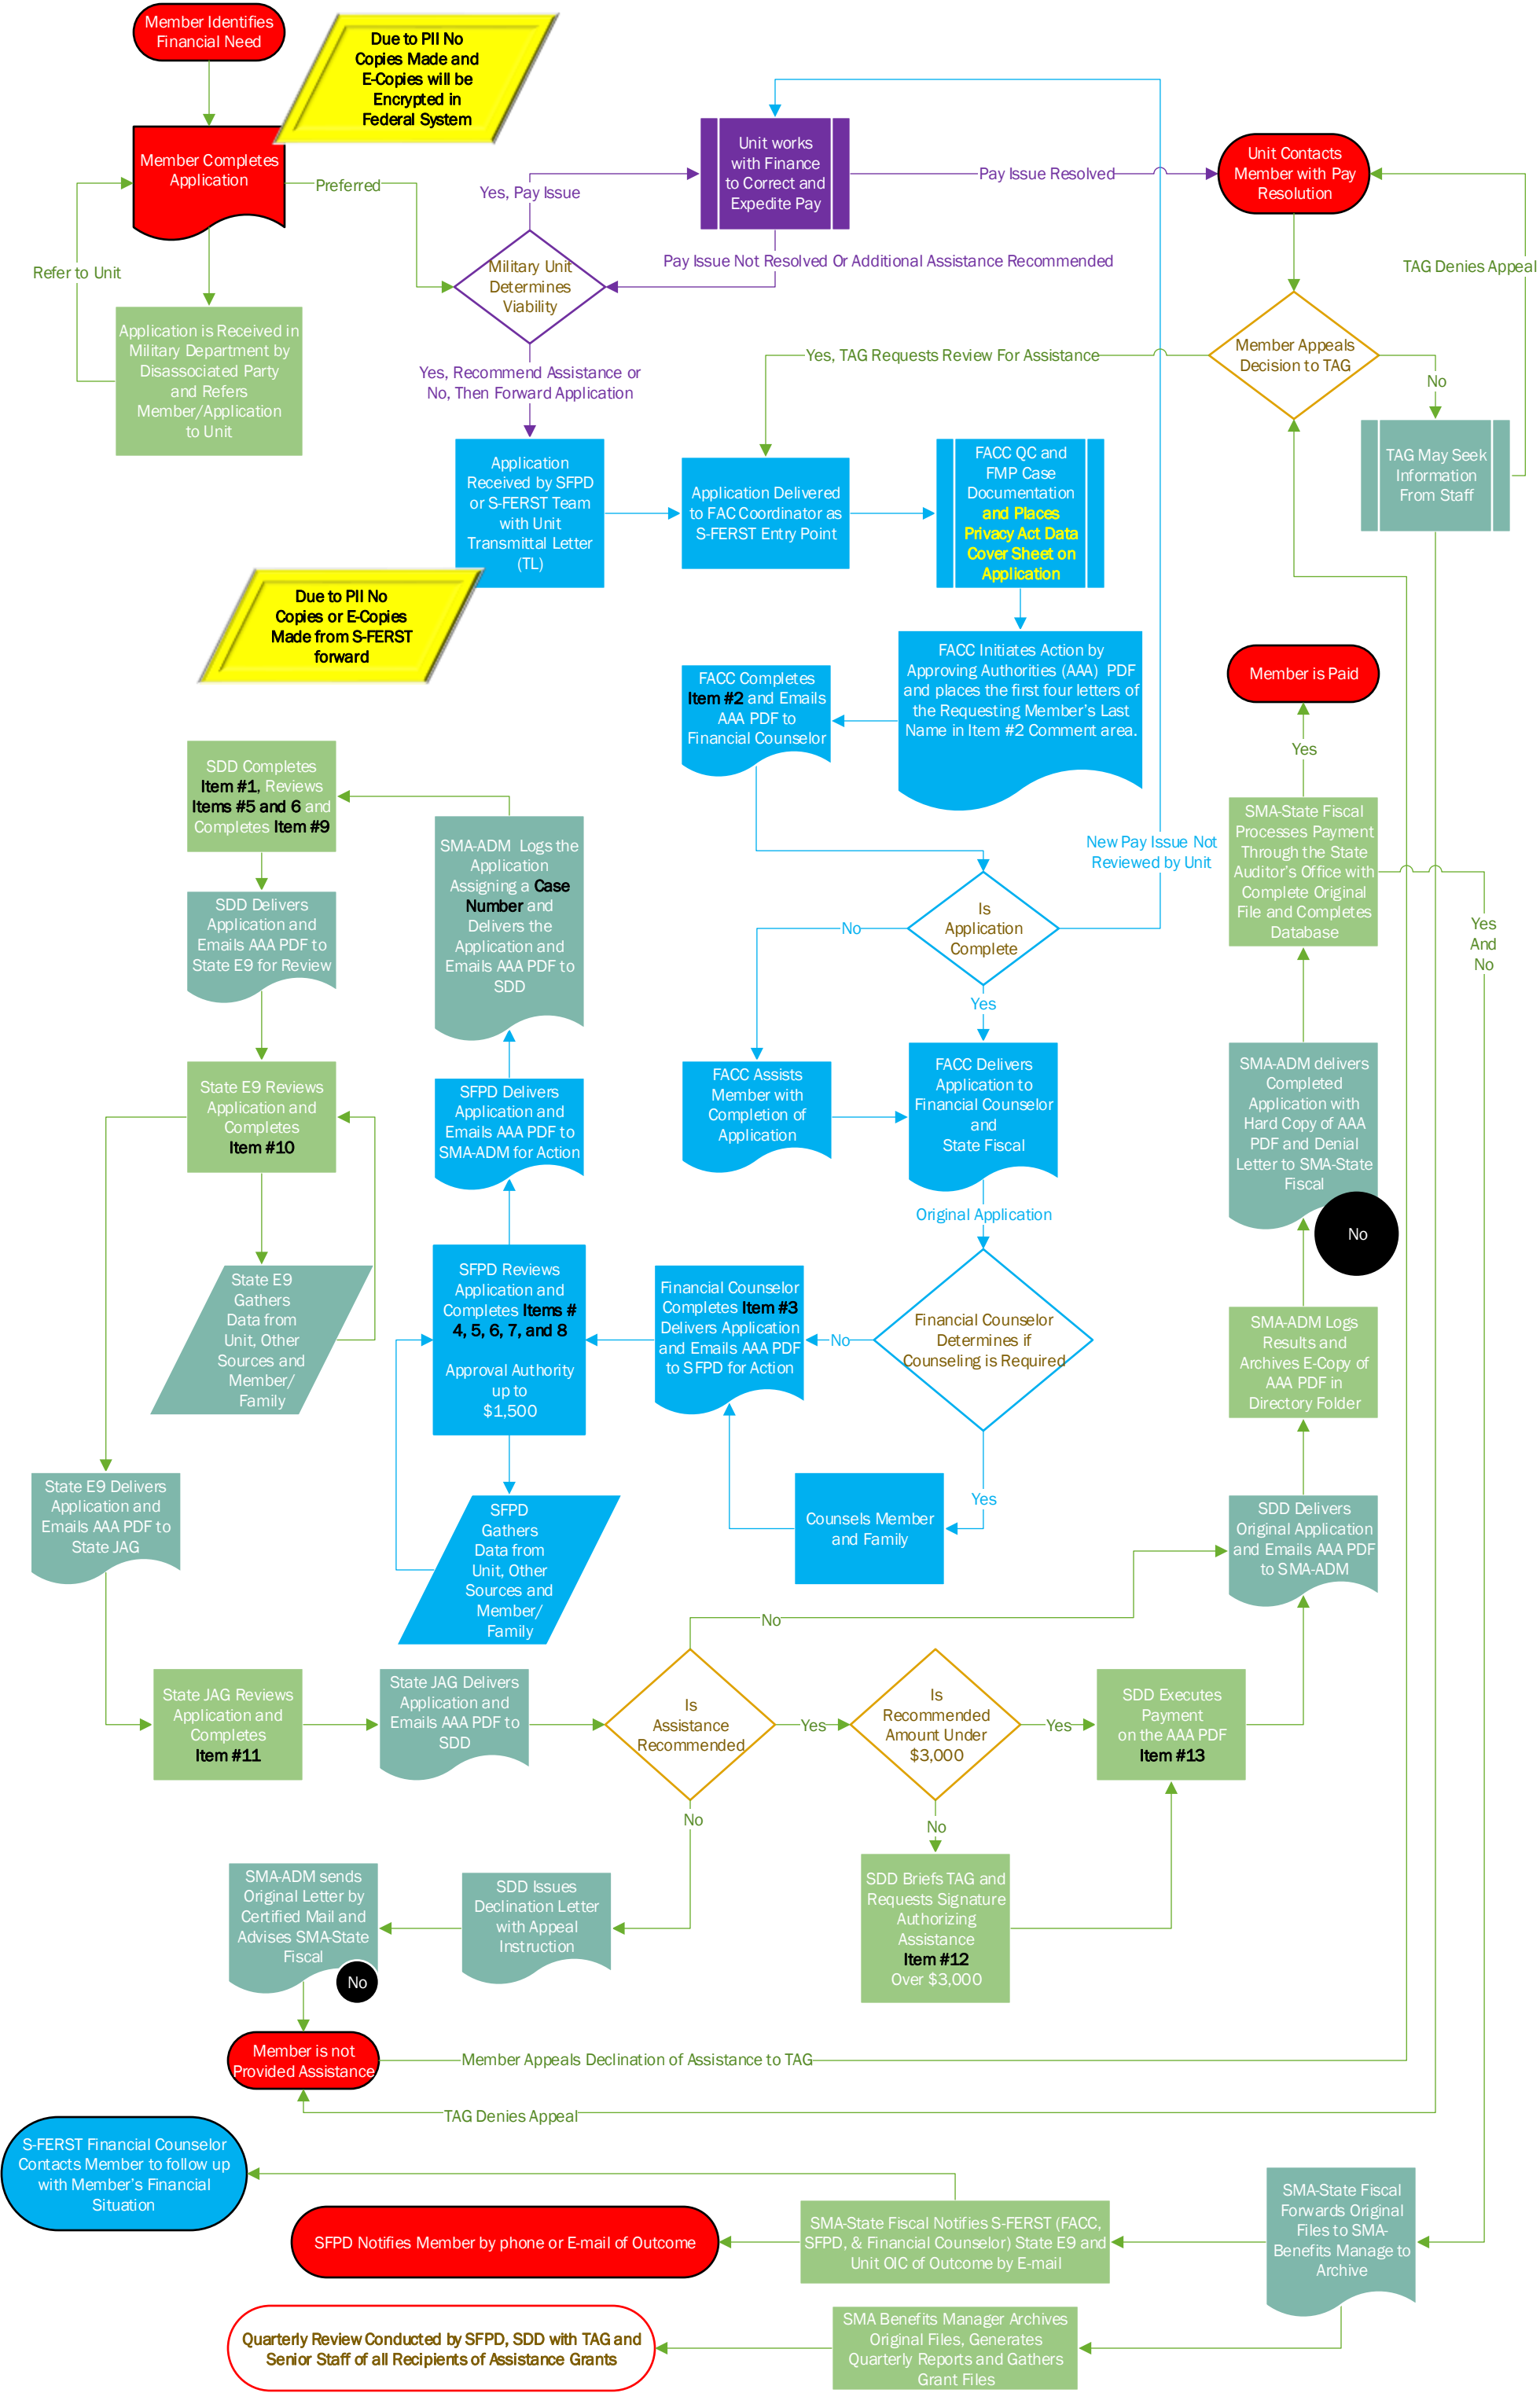 Member Identifies
Financial Need
Due to PII No
Copies Made and
E-Copies will be
Encrypted in
Federal System
Member Completes
Application
Preferred
Refer to Unit
Application is Received in
Military Department by
Disassociated Party
and Refers
Member/Application
to Unit
Yes, Pay Issue
Military Unit
Determines
Viability
Unit works
with Finance
to Correct and
Expedite Pay
Pay Issue Resolved
Pay Issue Not Resolved Or Additional Assistance Recommended
Unit Contacts
Member with Pay
Resolution
TAG Denies Appeal
Member Appeals
Decision to TAG
Yes, TAG Requests Review For Assistance
No
TAG May Seek
Information
From Staff
Yes, Recommend Assistance or
No, Then Forward Application
Application
Received by SFPD
or S-FERST Team
with Unit
Transmittal Letter
(TL)
Application Delivered
to FAC Coordinator as
S-FERST Entry Point
FACC QC and
FMP Case
Documentation
and Places
Privacy Act Data
Cover Sheet on
Application
Due to PII No
Copies or E-Copies
Made from S-FERST
forward
FACC Initiates Action by
Approving Authorities (AAA) PDF
and places the first four letters of
the Requesting Member's Last
Name in Item #2 Comment area.
FACC Completes
Item #2 and Emails
AAA PDF to
Financial Counselor
Member is Paid
Yes
SDD Completes
Item #1, Reviews
Items #5 and 6 and
Completes Item #9
SMA-ADM Logs the
Application
Assigning a Case
Number and
Delivers the
Application and
Emails AAA PDF to
SDD
New Pay Issue Not
Reviewed by Unit
SMA-State Fiscal
Processes Payment
Through the State
Auditor's Office with
Complete Original
File and Completes
Database
Yes
And
No
SDD Delivers
Application and
Emails AAA PDF to
State E9 for Review
Is
Application
Complete
No
Yes
State E9 Reviews
Application and
Completes
Item #10
SFPD Delivers
Application and
Emails AAA PDF to
SMA-ADM for Action
FACC Assists
Member with
Completion of
Application
FACC Delivers
Application to
Financial Counselor
and
State Fiscal
SMA-ADM delivers
Completed
Application with
Hard Copy of AAA
PDF and Denial
Letter to SMA-State
Fiscal
No
Original Application
State E9
Gathers
Data from
Unit, Other
Sources and
Member/
Family
SFPD Reviews
Application and
Completes Items #
4, 5, 6, 7, and 8
Approval Authority
up to
$1,500
Financial Counselor
Completes Item #3
Delivers Application
and Emails AAA PDF
to SFPD for Action
No
Financial Counselor
Determines if
Counseling is Required
SMA-ADM Logs
Results and
Archives E-Copy of
AAA PDF in
Directory Folder
Yes
State E9 Delivers
Application and
Emails AAA PDF to
State JAG
SFPD
Gathers
Data from
Unit, Other
Sources and
Member/
Family
Counsels Member
and Family
SDD Delivers
Original Application
and Emails AAA PDF
to SMA-ADM
No
State JAG Reviews
Application and
Completes
Item #11
State JAG Delivers
Application and
Emails AAA PDF to
SDD
Is
Assistance
Recommended
Yes
Is
Recommended
Amount Under
$3,000
Yes
SDD Executes
Payment
on the AAA PDF
Item #13
No
No
SMA-ADM sends
Original Letter by
Certified Mail and
Advises SMA-State
Fiscal
No
SDD Issues
Declination Letter
with Appeal
Instruction
SDD Briefs TAG and
Requests Signature
Authorizing
Assistance
Item #12
Over $3,000
Member is not
Provided Assistance
Member Appeals Declination of Assistance to TAG
TAG Denies Appeal
S-FERST Financial Counselor
Contacts Member to follow up
with Member's Financial
Situation
SFPD Notifies Member by phone or E-mail of Outcome
SMA-State Fiscal Notifies S-FERST (FACC,
SFPD, & Financial Counselor) State E9 and
Unit OIC of Outcome by E-mail
SMA-State Fiscal
Forwards Original
Files to SMA-
Benefits Manage to
Archive
Quarterly Review Conducted by SFPD, SDD with TAG and
Senior Staff of all Recipients of Assistance Grants
SMA Benefits Manager Archives
Original Files, Generates
Quarterly Reports and Gathers
Grant Files